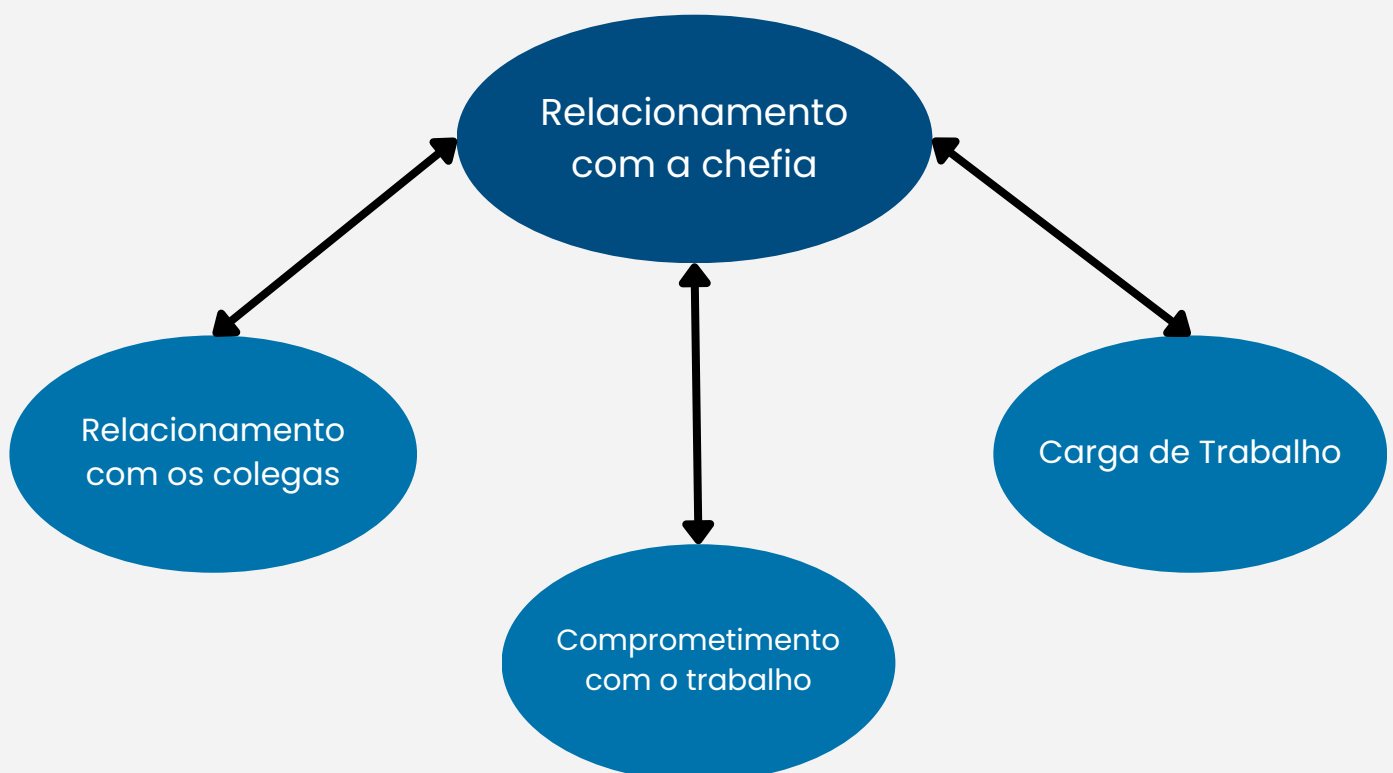 Relacionamento
com a chefia
Relacionamento
com os colegas
Carga de Trabalho
Comprometimento
com o trabalho